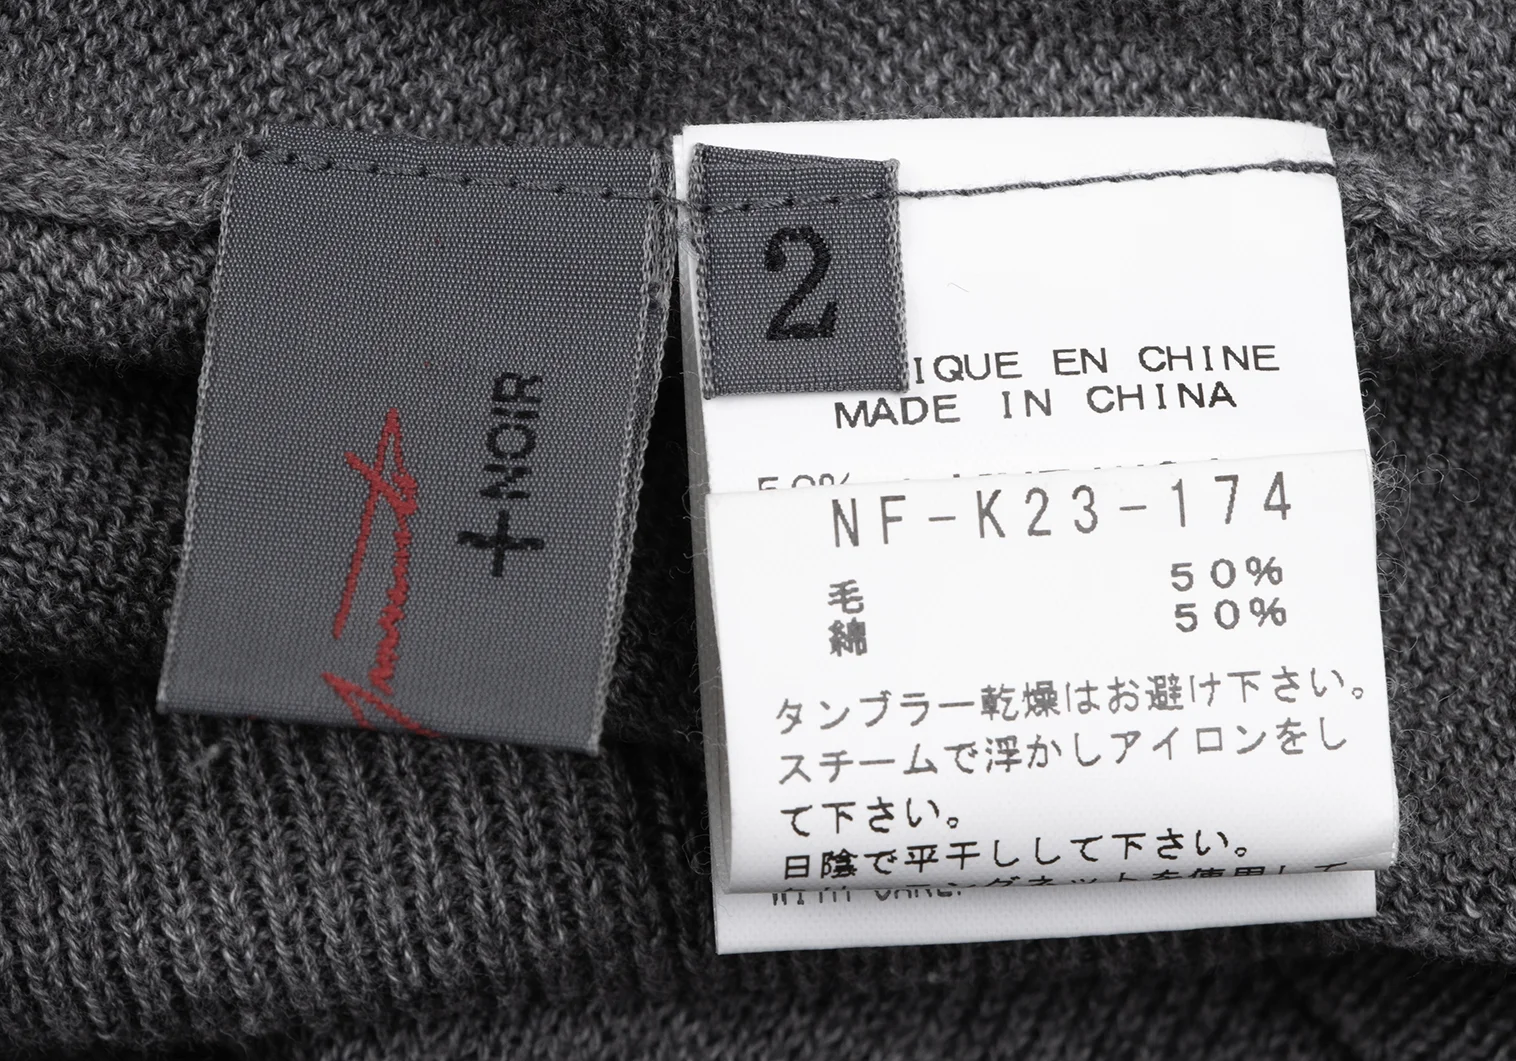 +NOIR
2
IQUE EN CHINE
MADE IN CHINA
50%
NF-K23-174
毛 50%
綿 50%
タンブラー乾燥はお避け下さい。
スチームで浮かしアイロンをし
て下さい。
日陰で平干しして下さい。